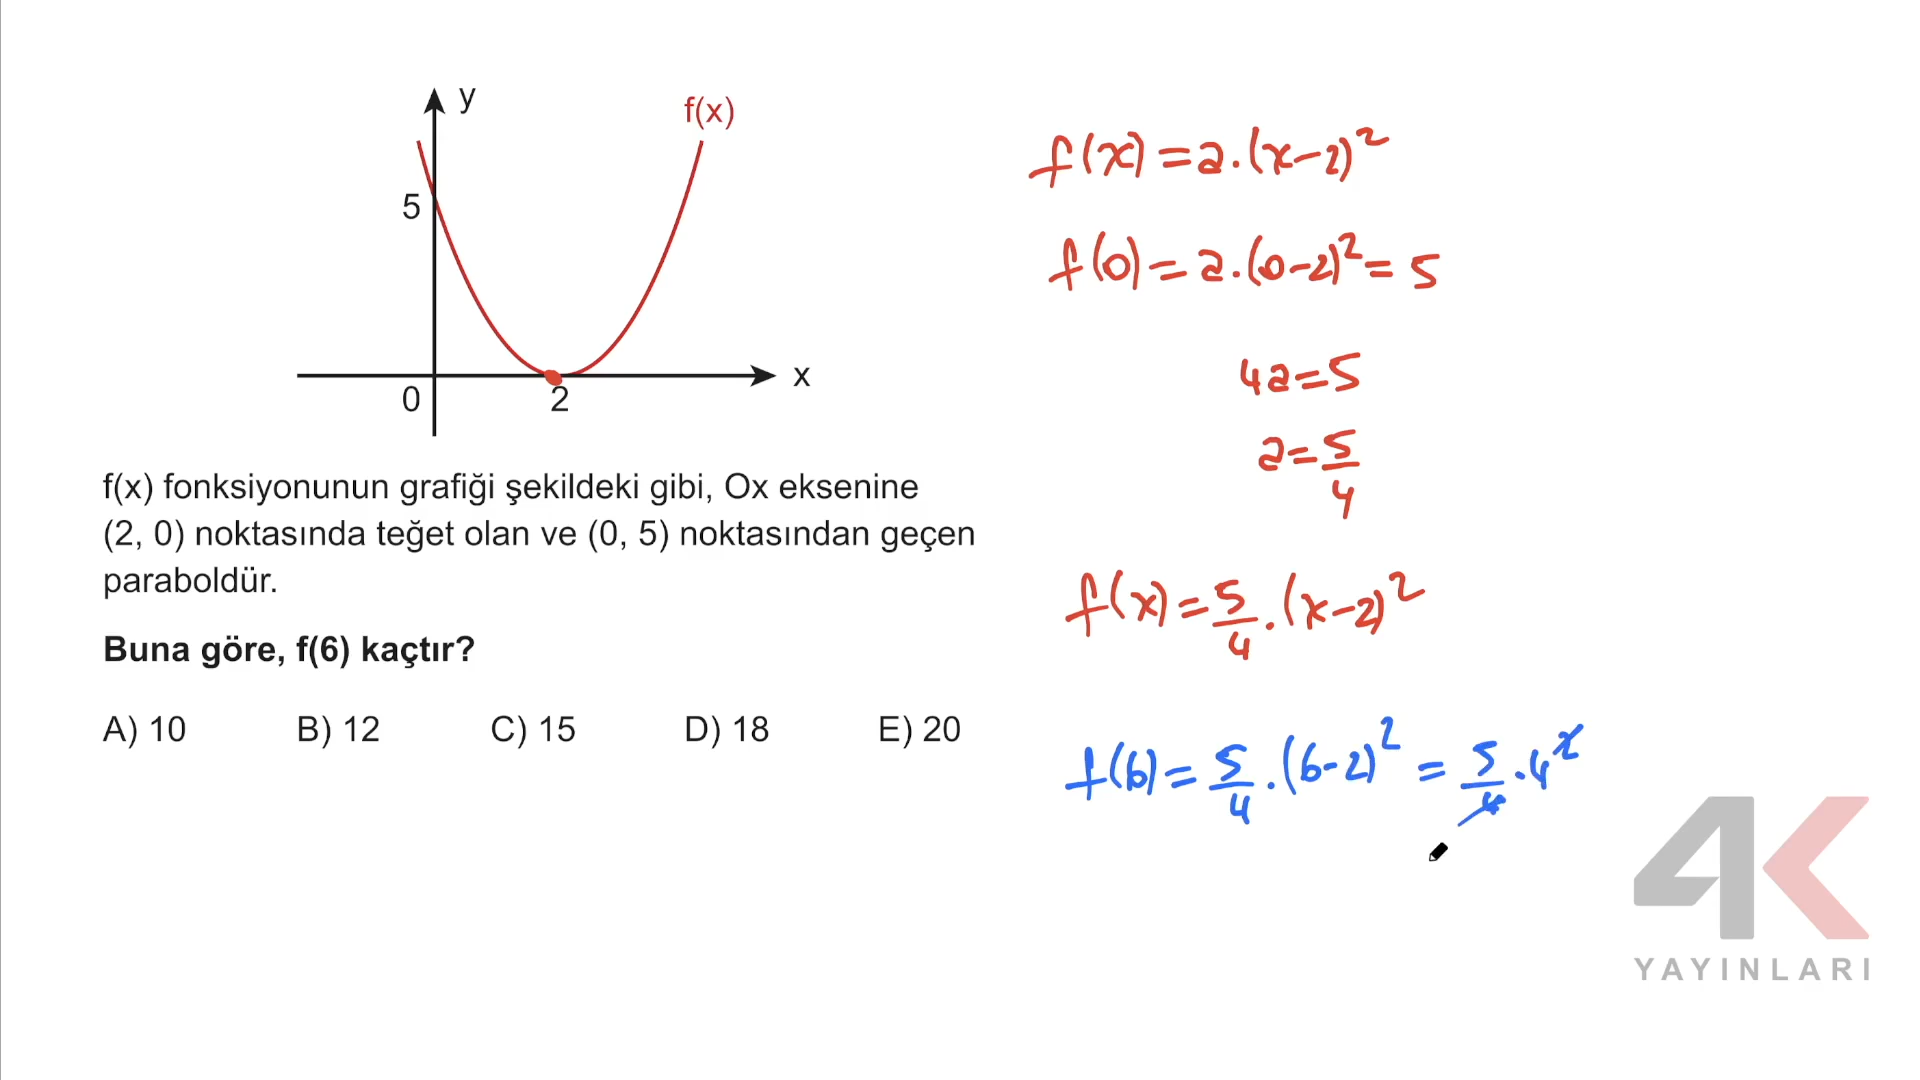 y
f(x)
5
x
0
2
f(x) fonksiyonunun grafiği şekildeki gibi, Ox eksenine
(2, 0) noktasında teğet olan ve (0, 5) noktasından geçen
paraboldür.
Buna göre, f(6) kaçtır?
A) 10 B) 12 C) 15 D) 18 E) 20
f(x)=a.(x-2)²
f(0)=a.(0-2)²=5
4a=5
a=5/4
f(x)=5/4.(x-2)²
f(6)=5/4.(6-2)²=5/4.4²
4K
YAYINLARI